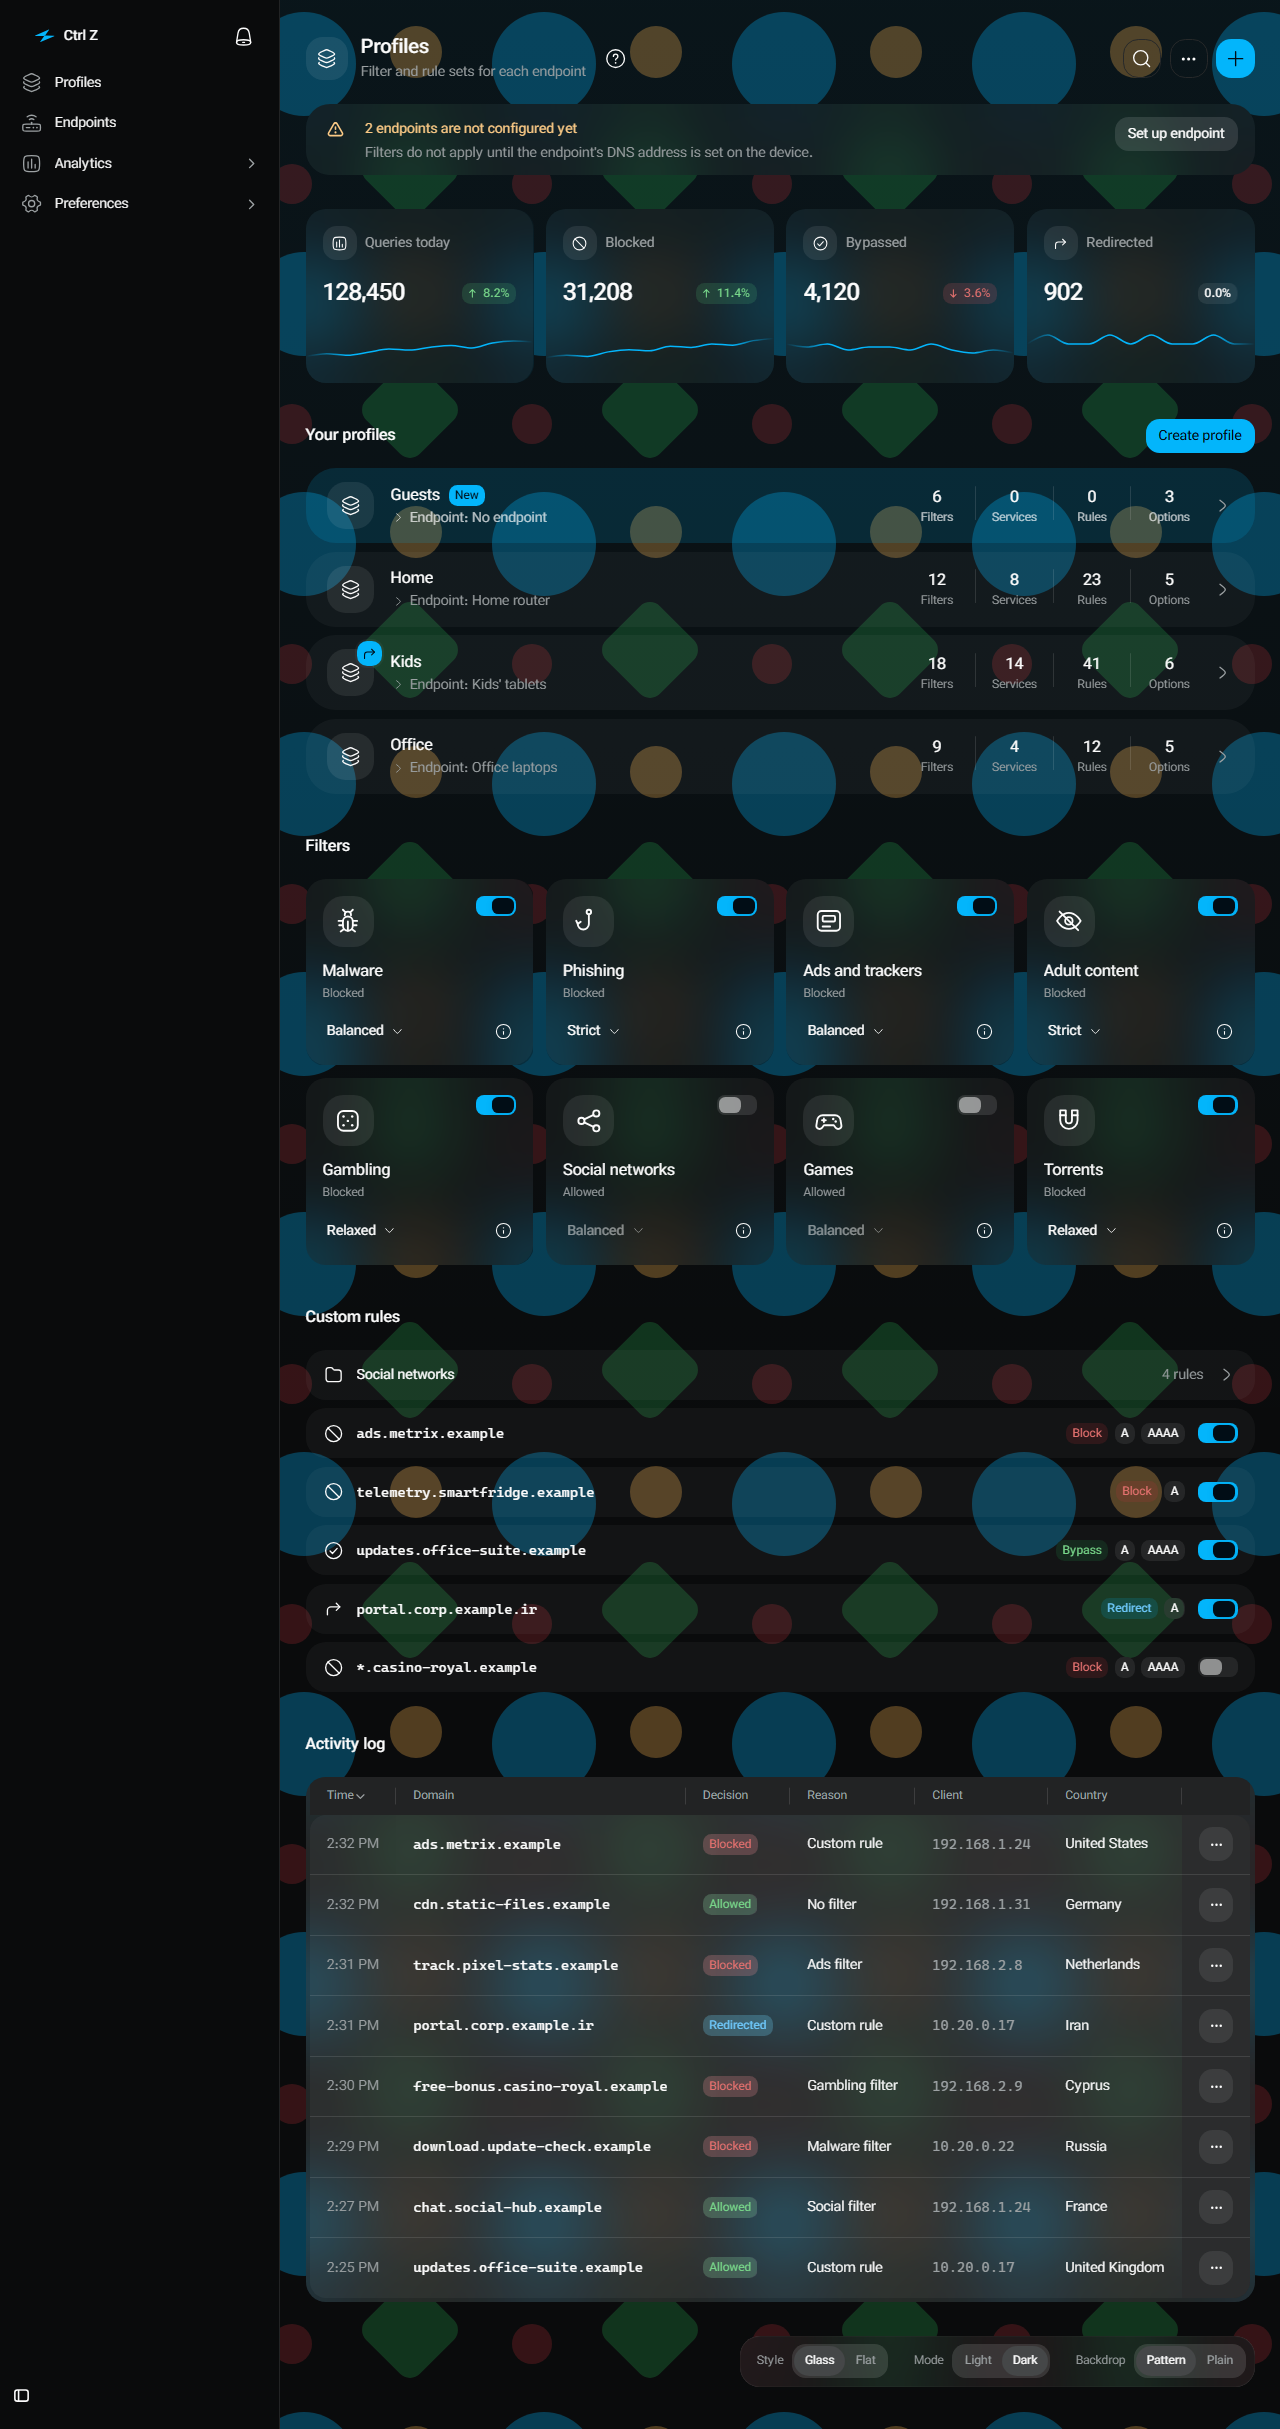 Ctrl Z
Profiles
Endpoints
Analytics
Preferences
Profiles
Filter and rule sets for each endpoint
2 endpoints are not configured yet
Filters do not apply until the endpoint's DNS address is set on the device.
Set up endpoint
Queries today
128,450
8.2%
Blocked
31,208
11.4%
Bypassed
4,120
3.6%
Redirected
902
0.0%
Your profiles
Create profile
Guests New
Endpoint: No endpoint
6 Filters
0 Services
0 Rules
3 Options
Home
Endpoint: Home router
12 Filters
8 Services
23 Rules
5 Options
Kids
Endpoint: Kids' tablets
18 Filters
14 Services
41 Rules
6 Options
Office
Endpoint: Office laptops
9 Filters
4 Services
12 Rules
5 Options
Filters
Malware
Blocked
Balanced
Phishing
Blocked
Strict
Ads and trackers
Blocked
Balanced
Adult content
Blocked
Strict
Gambling
Blocked
Relaxed
Social networks
Allowed
Balanced
Games
Allowed
Balanced
Torrents
Blocked
Relaxed
Custom rules
Social networks 4 rules
ads.metrix.example Block A AAAA
telemetry.smartfridge.example Block A
updates.office-suite.example Bypass A AAAA
portal.corp.example.ir Redirect A
*.casino-royal.example Block A AAAA
Activity log
Time Domain Decision Reason Client Country
2:32 PM ads.metrix.example Blocked Custom rule 192.168.1.24 United States
2:32 PM cdn.static-files.example Allowed No filter 192.168.1.31 Germany
2:31 PM track.pixel-stats.example Blocked Ads filter 192.168.2.8 Netherlands
2:31 PM portal.corp.example.ir Redirected Custom rule 10.20.0.17 Iran
2:30 PM free-bonus.casino-royal.example Blocked Gambling filter 192.168.2.9 Cyprus
2:29 PM download.update-check.example Blocked Malware filter 10.20.0.22 Russia
2:27 PM chat.social-hub.example Allowed Social filter 192.168.1.24 France
2:25 PM updates.office-suite.example Allowed Custom rule 10.20.0.17 United Kingdom
Style Glass Flat Mode Light Dark Backdrop Pattern Plain